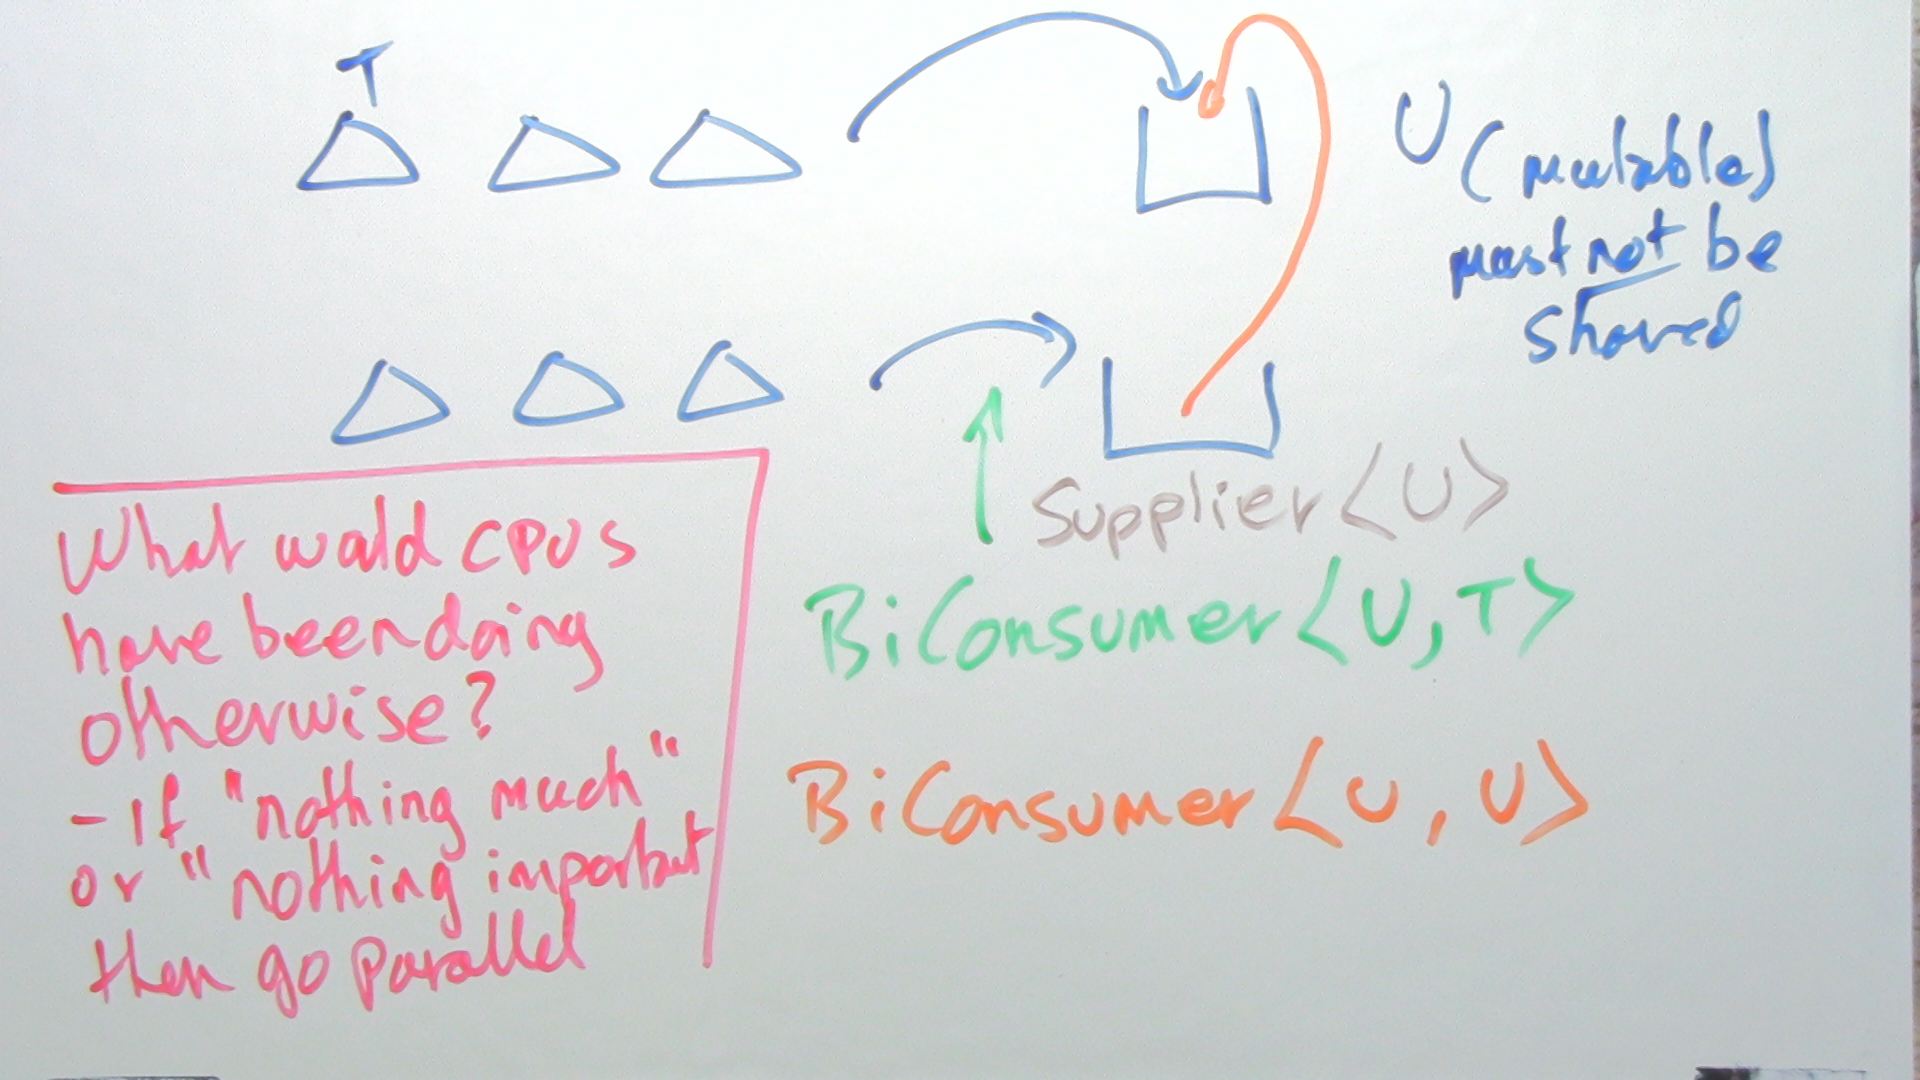 T
U
(mutable)
must not be
shared
Supplier<U>
BiConsumer<U,T>
BiConsumer<U,U>
What would CPUs
have been doing
otherwise?
- If "nothing much"
or "nothing important
then go parallel